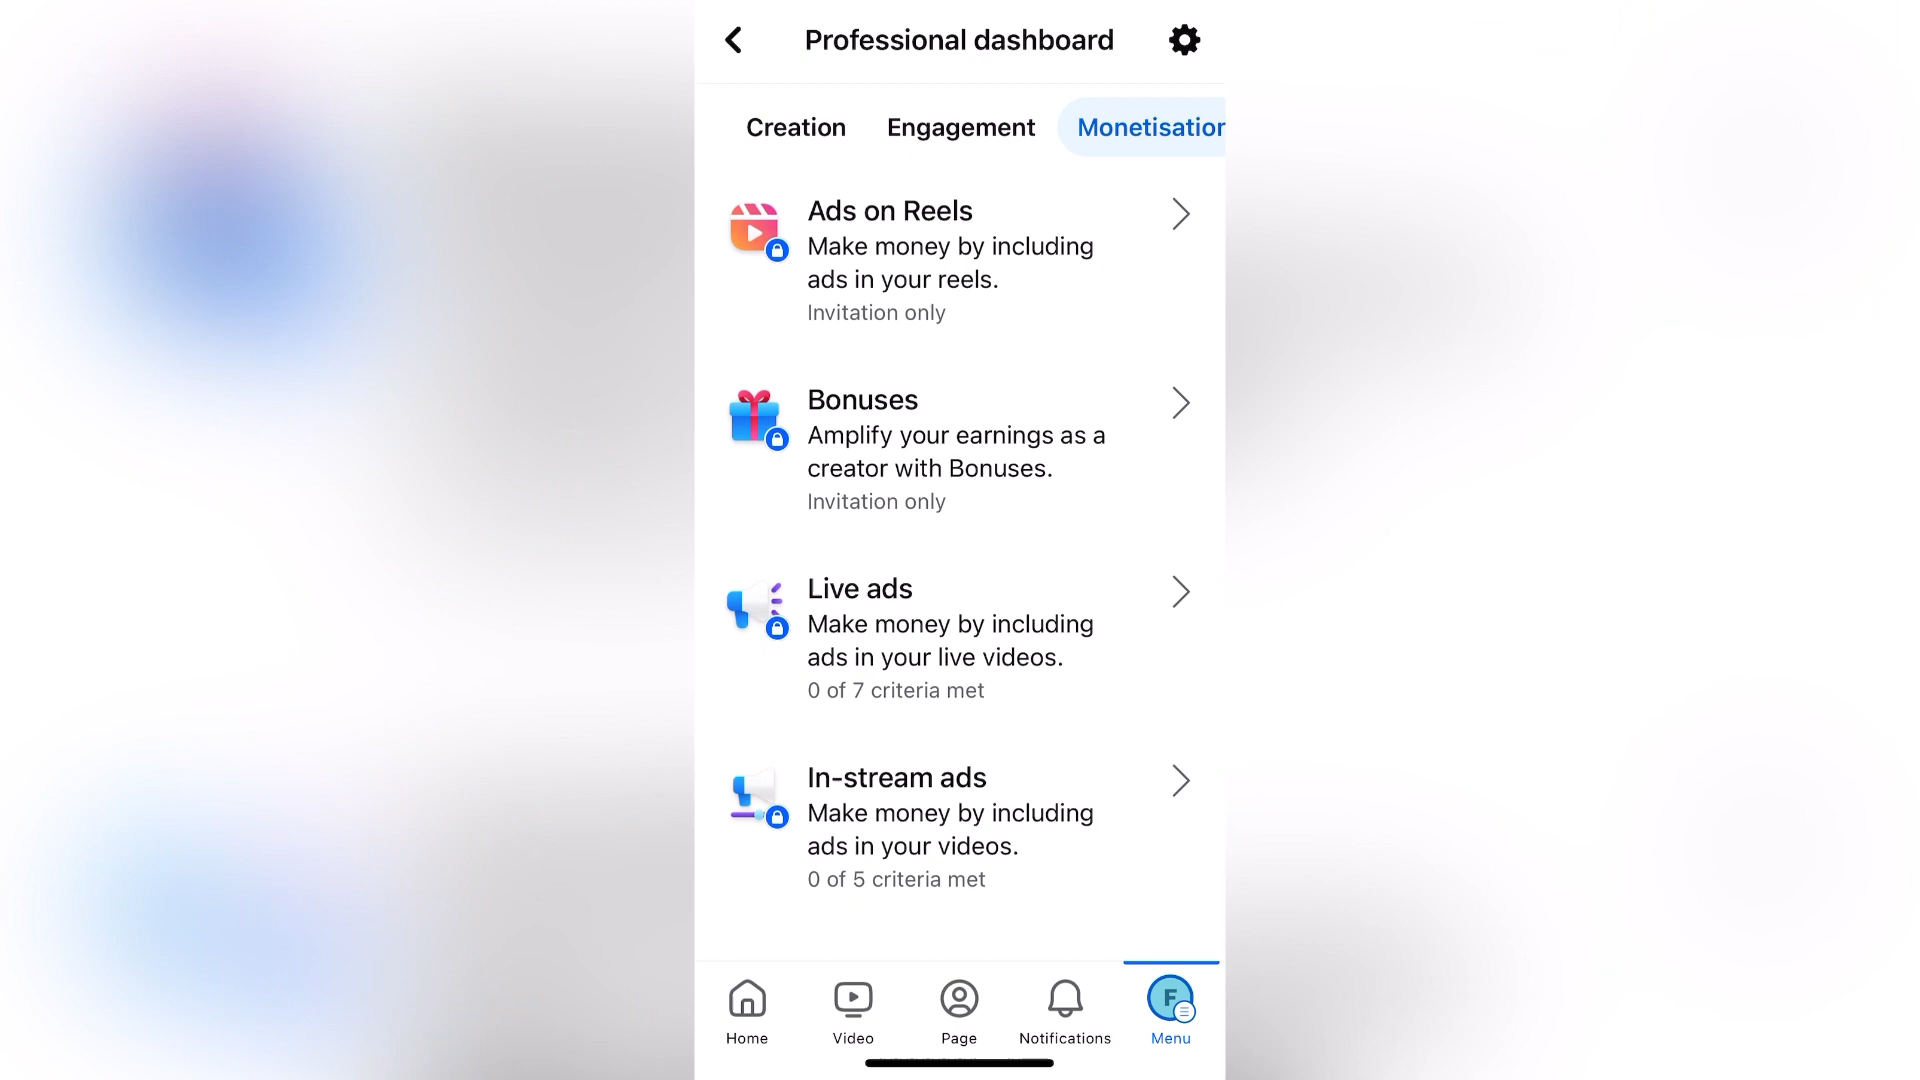 Professional dashboard
Creation Engagement Monetisation
Ads on Reels
Make money by including
ads in your reels.
Invitation only
Bonuses
Amplify your earnings as a
creator with Bonuses.
Invitation only
Live ads
Make money by including
ads in your live videos.
0 of 7 criteria met
In-stream ads
Make money by including
ads in your videos.
0 of 5 criteria met
F
Home Video Page Notifications Menu